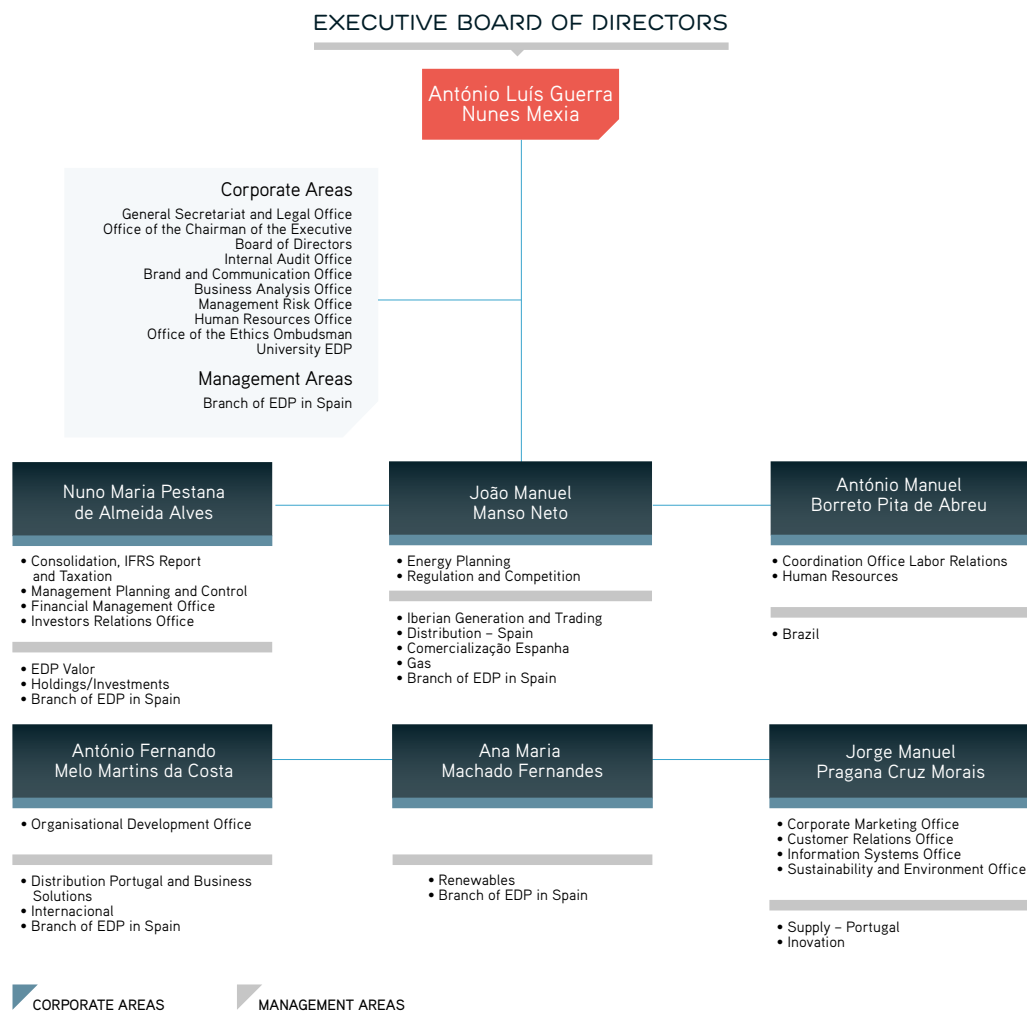 EXECUTIVE BOARD OF DIRECTORS
António Luís Guerra
Nunes Mexia
Corporate Areas
General Secretariat and Legal Office
Office of the Chairman of the Executive
Board of Directors
Internal Audit Office
Brand and Communication Office
Business Analysis Office
Management Risk Office
Human Resources Office
Office of the Ethics Ombudsman
University EDP
Management Areas
Branch of EDP in Spain
Nuno Maria Pestana
de Almeida Alves
• Consolidation, IFRS Report
and Taxation
• Management Planning and Control
• Financial Management Office
• Investors Relations Office
• EDP Valor
• Holdings/Investments
• Branch of EDP in Spain
João Manuel
Manso Neto
• Energy Planning
• Regulation and Competition
• Iberian Generation and Trading
• Distribution – Spain
• Comercialização Espanha
• Gas
• Branch of EDP in Spain
António Manuel
Borreto Pita de Abreu
• Coordination Office Labor Relations
• Human Resources
• Brazil
António Fernando
Melo Martins da Costa
• Organisational Development Office
• Distribution Portugal and Business
Solutions
• Internacional
• Branch of EDP in Spain
Ana Maria
Machado Fernandes
• Renewables
• Branch of EDP in Spain
Jorge Manuel
Pragana Cruz Morais
• Corporate Marketing Office
• Customer Relations Office
• Information Systems Office
• Sustainability and Environment Office
• Supply – Portugal
• Inovation
CORPORATE AREAS
MANAGEMENT AREAS